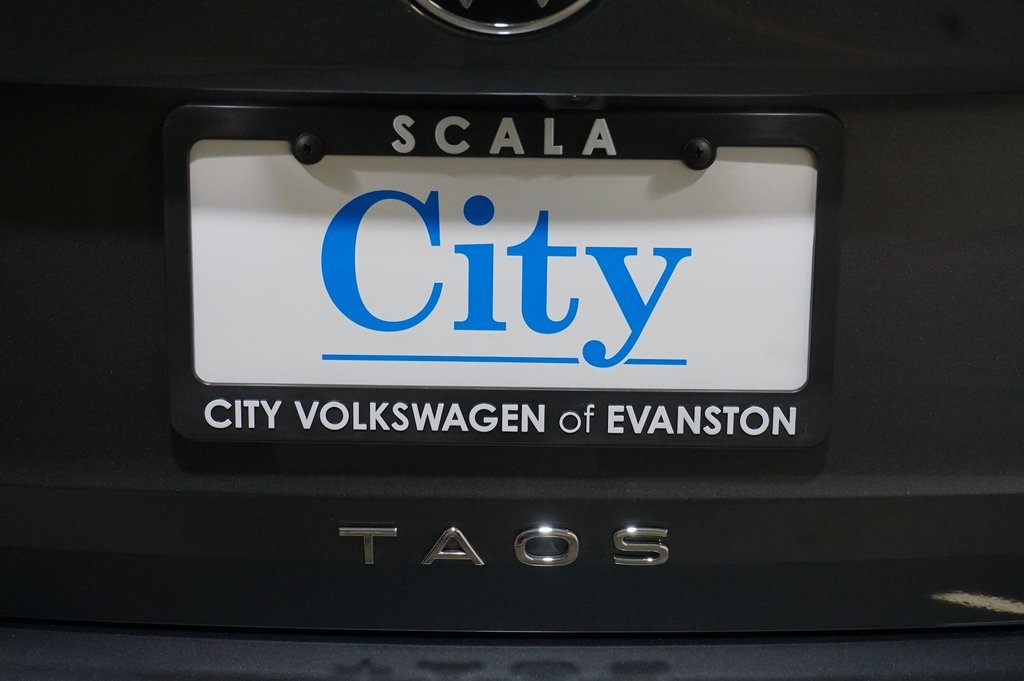 SCALA
City
CITY VOLKSWAGEN of EVANSTON
TAOS